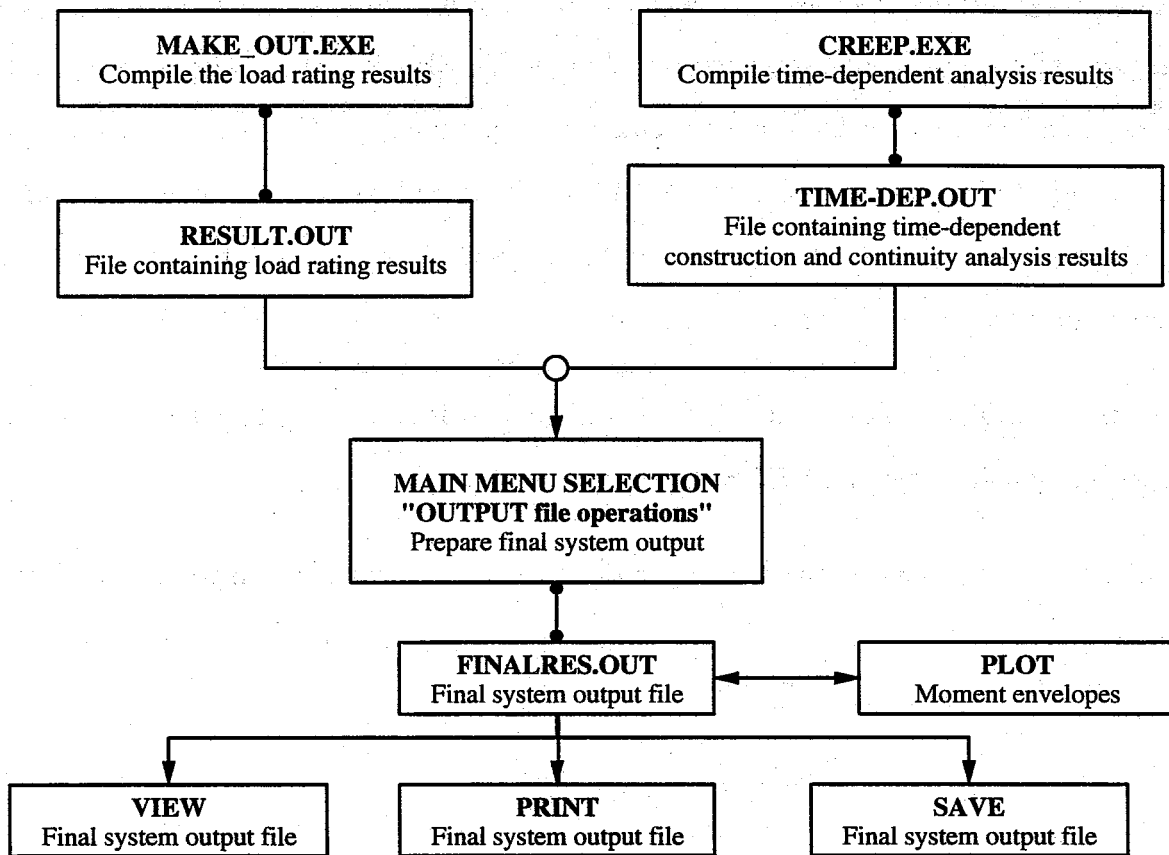 MAKE_OUT.EXE
Compile the load rating results
CREEP.EXE
Compile time-dependent analysis results
RESULT.OUT
File containing load rating results
TIME-DEP.OUT
File containing time-dependent
construction and continuity analysis results
MAIN MENU SELECTION
"OUTPUT file operations"
Prepare final system output
FINALRES.OUT
Final system output file
PLOT
Moment envelopes
VIEW
Final system output file
PRINT
Final system output file
SAVE
Final system output file